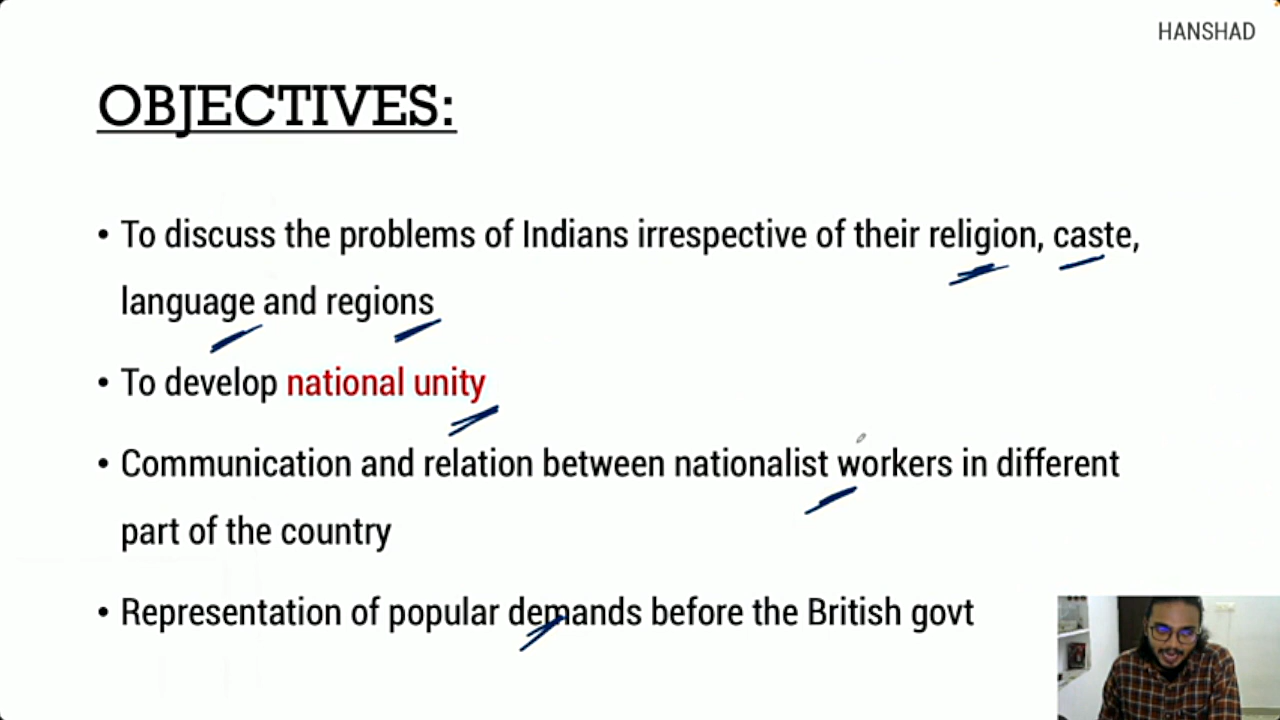 HANSHAD
OBJECTIVES:
• To discuss the problems of Indians irrespective of their religion, caste,
language and regions
• To develop national unity
• Communication and relation between nationalist workers in different
part of the country
• Representation of popular demands before the British govt